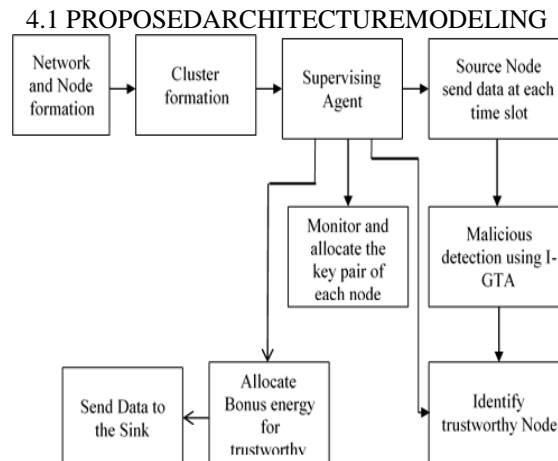 4.1 PROPOSEDARCHITECTUREMODELING
Network
and Node
formation
Cluster
formation
Supervising
Agent
Source Node
send data at each
time slot
Monitor and
allocate the
key pair of
each node
Malicious
detection using I-
GTA
Send Data to
the Sink
Allocate
Bonus energy
for
trustworthy
Identify
trustworthy Node